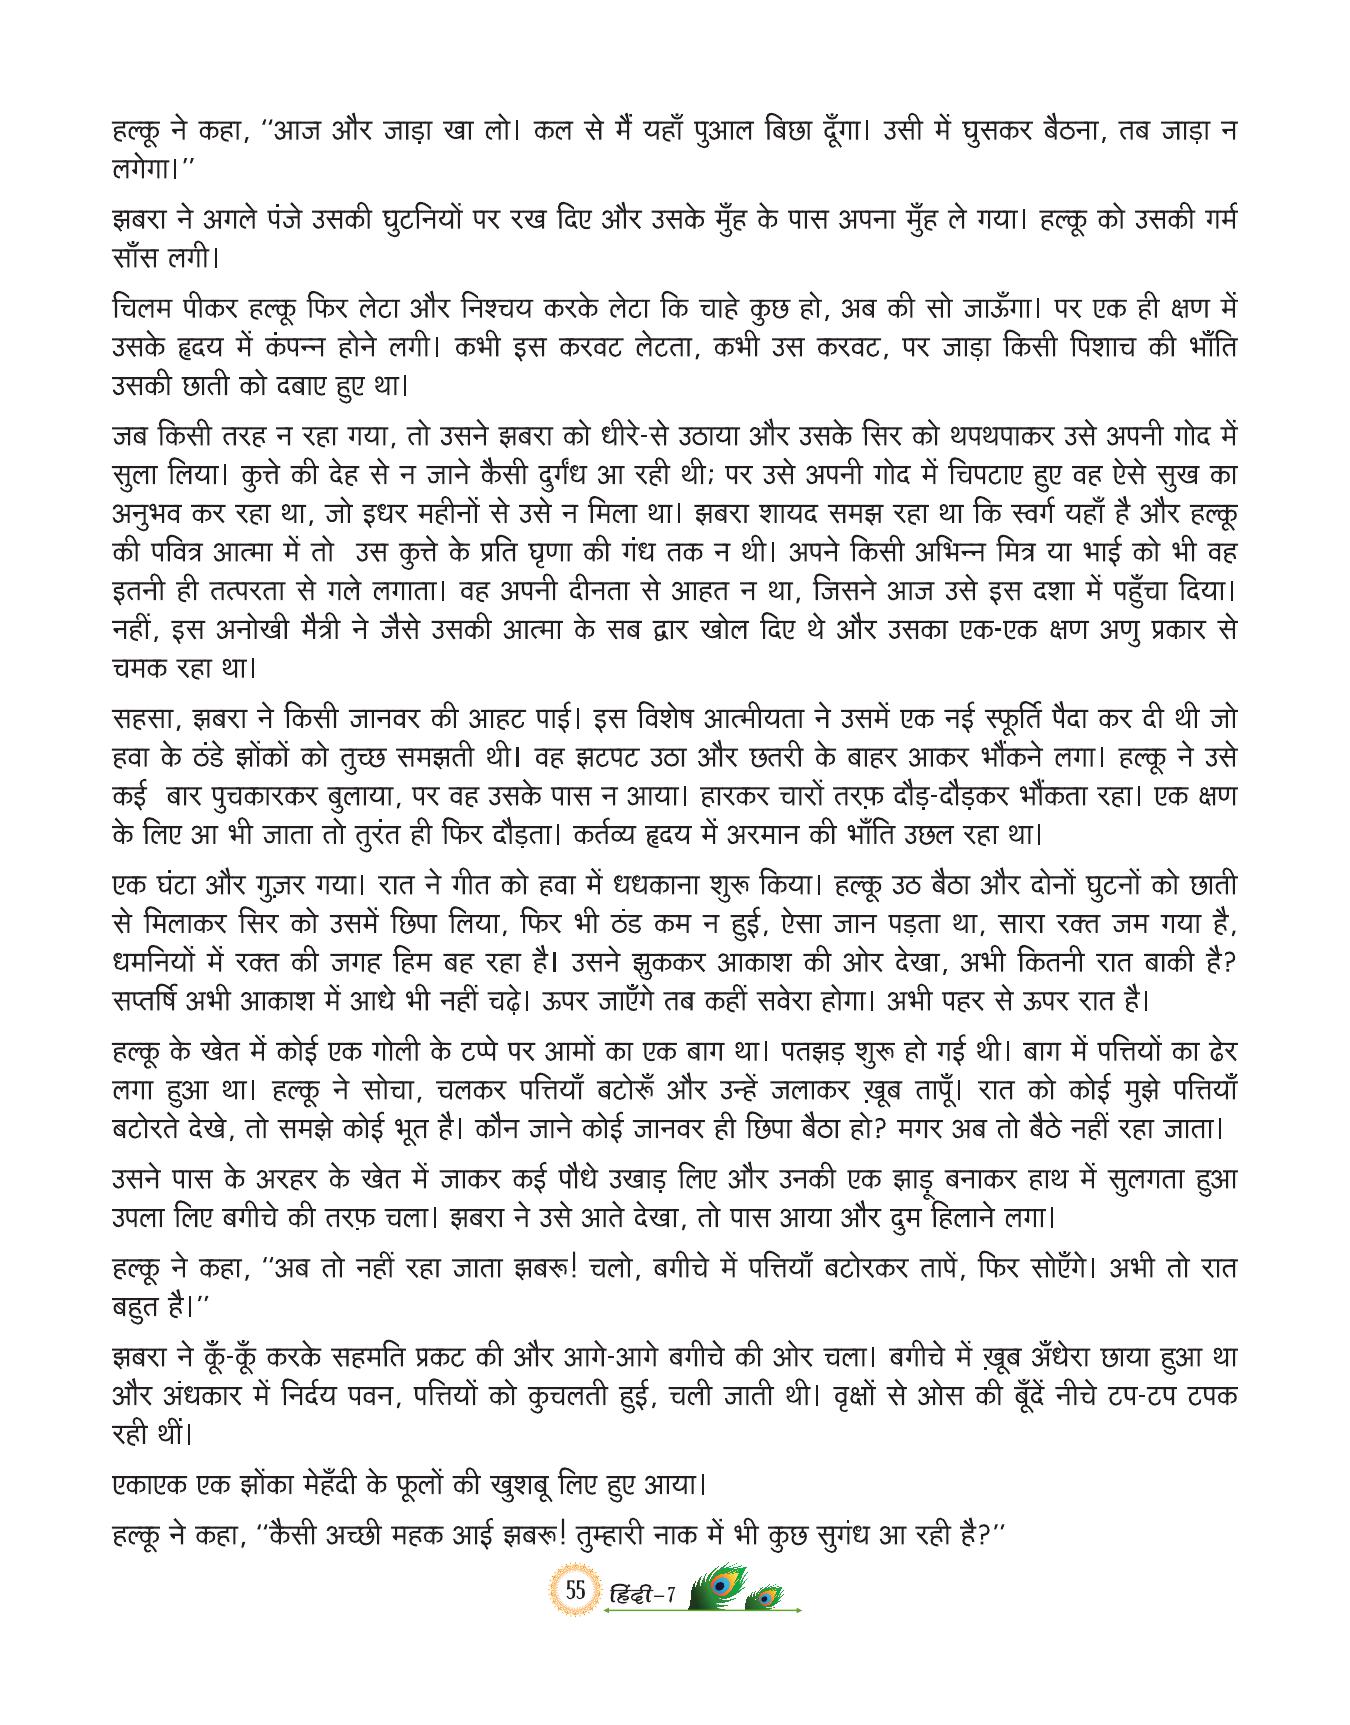 हल्कू ने कहा, ‘‘आज और जाड़ा खा लो। कल से मैं यहाँ पुआल बिछा दूँगा। उसी में घुसकर बैठना, तब जाड़ा न
लगेगा।’’
झबरा ने अगले पंजे उसकी घुटनियों पर रख दिए और उसके मुँह के पास अपना मुँह ले गया। हल्कू को उसकी गर्म
साँस लगी।
चिलम पीकर हल्कू फिर लेटा और निश्चय करके लेटा कि चाहे कुछ हो, अब की सो जाऊँगा। पर एक ही क्षण में
उसके हृदय में कंपन्न होने लगी। कभी इस करवट लेटता, कभी उस करवट, पर जाड़ा किसी पिशाच की भाँति
उसकी छाती को दबाए हुए था।
जब किसी तरह न रहा गया, तो उसने झबरा को धीरे-से उठाया और उसके सिर को थपथपाकर उसे अपनी गोद में
सुला लिया। कुत्ते की देह से न जाने कैसी दुर्गंध आ रही थी; पर उसे अपनी गोद में चिपटाए हुए वह ऐसे सुख का
अनुभव कर रहा था, जो इधर महीनों से उसे न मिला था। झबरा शायद समझ रहा था कि स्वर्ग यहाँ है और हल्कू
की पवित्र आत्मा में तो उस कुत्ते के प्रति घृणा की गंध तक न थी। अपने किसी अभिन्न मित्र या भाई को भी वह
इतनी ही तत्परता से गले लगाता। वह अपनी दीनता से आहत न था, जिसने आज उसे इस दशा में पहुँचा दिया।
नहीं, इस अनोखी मैत्री ने जैसे उसकी आत्मा के सब द्वार खोल दिए थे और उसका एक-एक क्षण अणु प्रकार से
चमक रहा था।
सहसा, झबरा ने किसी जानवर की आहट पाई। इस विशेष आत्मीयता ने उसमें एक नई स्फूर्ति पैदा कर दी थी जो
हवा के ठंडे झोंकों को तुच्छ समझती थी। वह झटपट उठा और छतरी के बाहर आकर भौंकने लगा। हल्कू ने उसे
कई बार पुचकारकर बुलाया, पर वह उसके पास न आया। हारकर चारों तरफ़ दौड़-दौड़कर भौंकता रहा। एक क्षण
के लिए आ भी जाता तो तुरंत ही फिर दौड़ता। कर्तव्य हृदय में अरमान की भाँति उछल रहा था।
एक घंटा और गुज़र गया। रात ने गीत को हवा में धधकाना शुरू किया। हल्कू उठ बैठा और दोनों घुटनों को छाती
से मिलाकर सिर को उसमें छिपा लिया, फिर भी ठंड कम न हुई, ऐसा जान पड़ता था, सारा रक्त जम गया है,
धमनियों में रक्त की जगह हिम बह रहा है। उसने झुककर आकाश की ओर देखा, अभी कितनी रात बाकी है?
सप्तर्षि अभी आकाश में आधे भी नहीं चढ़े। ऊपर जाएँगे तब कहीं सवेरा होगा। अभी पहर से ऊपर रात है।
हल्कू के खेत में कोई एक गोली के टप्पे पर आमों का एक बाग था। पतझड़ शुरू हो गई थी। बाग में पत्तियों का ढेर
लगा हुआ था। हल्कू ने सोचा, चलकर पत्तियाँ बटोरूँ और उन्हें जलाकर ख़ूब तापूँ। रात को कोई मुझे पत्तियाँ
बटोरते देखे, तो समझे कोई भूत है। कौन जाने कोई जानवर ही छिपा बैठा हो? मगर अब तो बैठे नहीं रहा जाता।
उसने पास के अरहर के खेत में जाकर कई पौधे उखाड़ लिए और उनकी एक झाड़ू बनाकर हाथ में सुलगता हुआ
उपला लिए बगीचे की तरफ़ चला। झबरा ने उसे आते देखा, तो पास आया और दुम हिलाने लगा।
हल्कू ने कहा, ‘‘अब तो नहीं रहा जाता झबरू! चलो, बगीचे में पत्तियाँ बटोरकर तापें, फिर सोएँगे। अभी तो रात
बहुत है।’’
झबरा ने कूँ-कूँ करके सहमति प्रकट की और आगे-आगे बगीचे की ओर चला। बगीचे में ख़ूब अँधेरा छाया हुआ था
और अंधकार में निर्दय पवन, पत्तियों को कुचलती हुई, चली जाती थी। वृक्षों से ओस की बूँदें नीचे टप-टप टपक
रही थीं।
एकाएक एक झोंका मेहँदी के फूलों की खुशबू लिए हुए आया।
हल्कू ने कहा, ‘‘कैसी अच्छी महक आई झबरू! तुम्हारी नाक में भी कुछ सुगंध आ रही है?’’
55 हिंदी–7